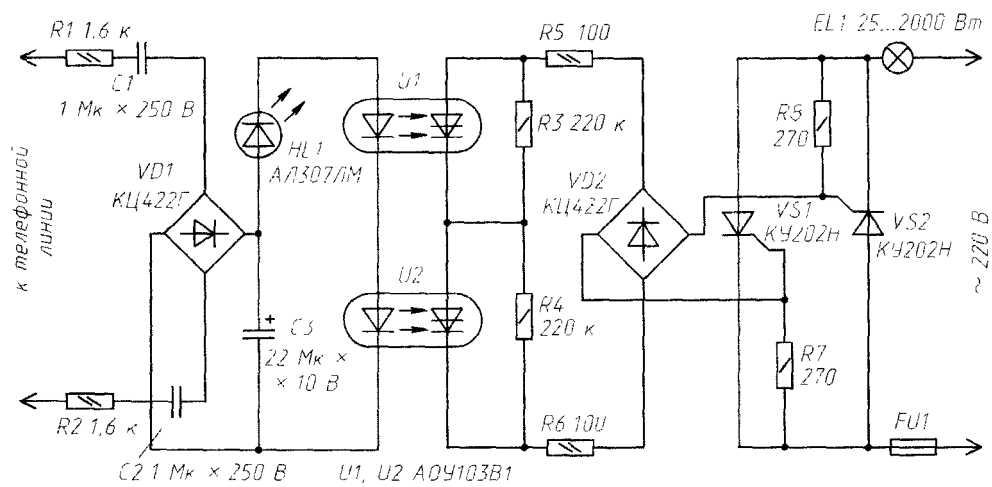 R1 1,6 к
C1
1 Мк × 250 В
к телефонной
линии
VD1
КЦ422Г
HL1
АЛ307ЛМ
U1
R5 100
R3 220 к
VD2
КЦ422Г
EL1 25...2000 Вт
R8
270
VS1
КУ202Н
VS2
КУ202Н
~ 220 В
+
C3
22 Мк ×
× 10 В
U2
R4
220 к
R7
270
R2 1,6 к
R6 100
FU1
C2 1 Мк × 250 В
U1, U2 АОУ103В1